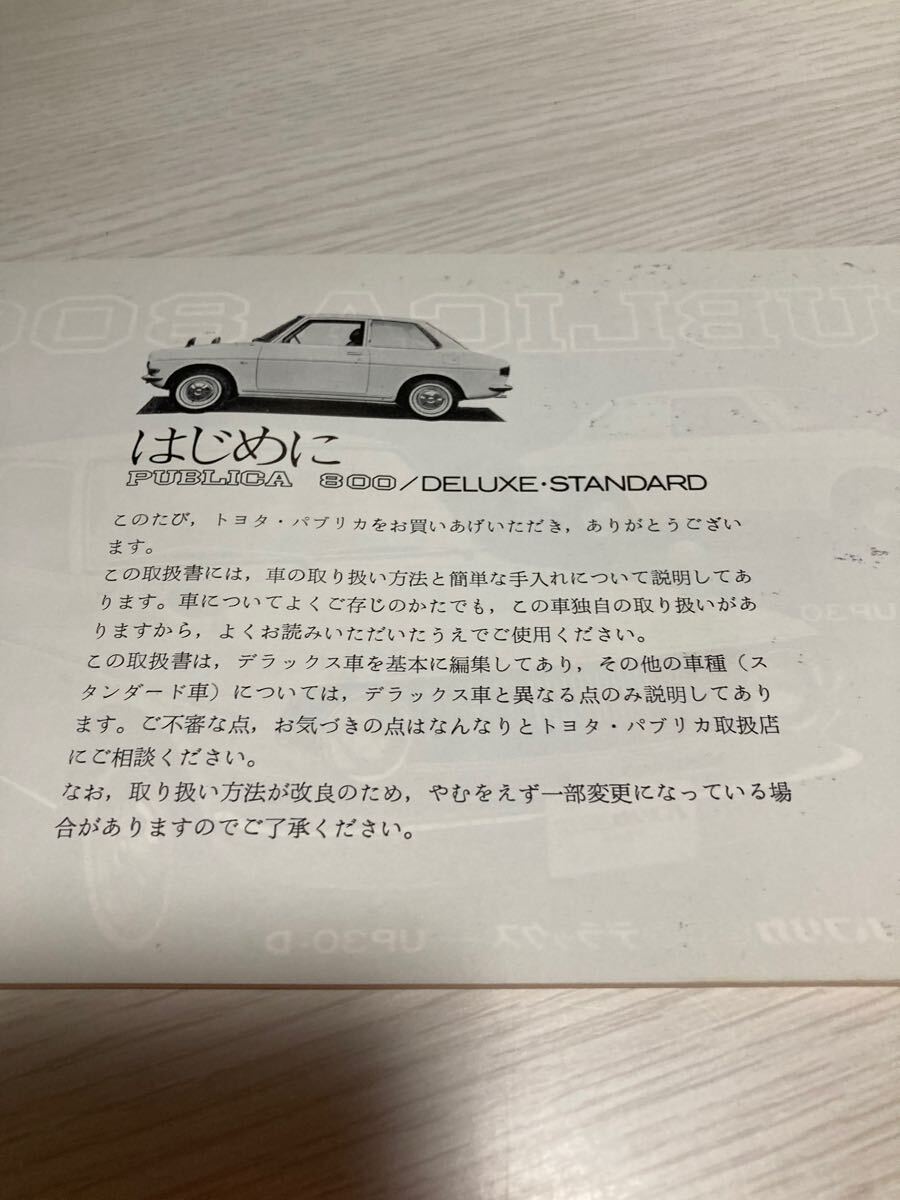 はじめに
PUBLICA 800/DELUXE・STANDARD
このたび，トヨタ・パブリカをお買いあげいただき，ありがとうござい
ます。
この取扱書には，車の取り扱い方法と簡単な手入れについて説明してあ
ります。車についてよくご存じのかたでも，この車独自の取り扱いがあ
りますから，よくお読みいただいたうえでご使用ください。
この取扱書は，デラックス車を基本に編集してあり，その他の車種（ス
タンダード車）については，デラックス車と異なる点のみ説明してあり
ます。ご不審な点，お気づきの点はなんなりとトヨタ・パブリカ取扱店
にご相談ください。
なお，取り扱い方法が改良のため，やむをえず一部変更になっている場
合がありますのでご了承ください。
PUBLICA 800
UP30
デラックス UP30-D